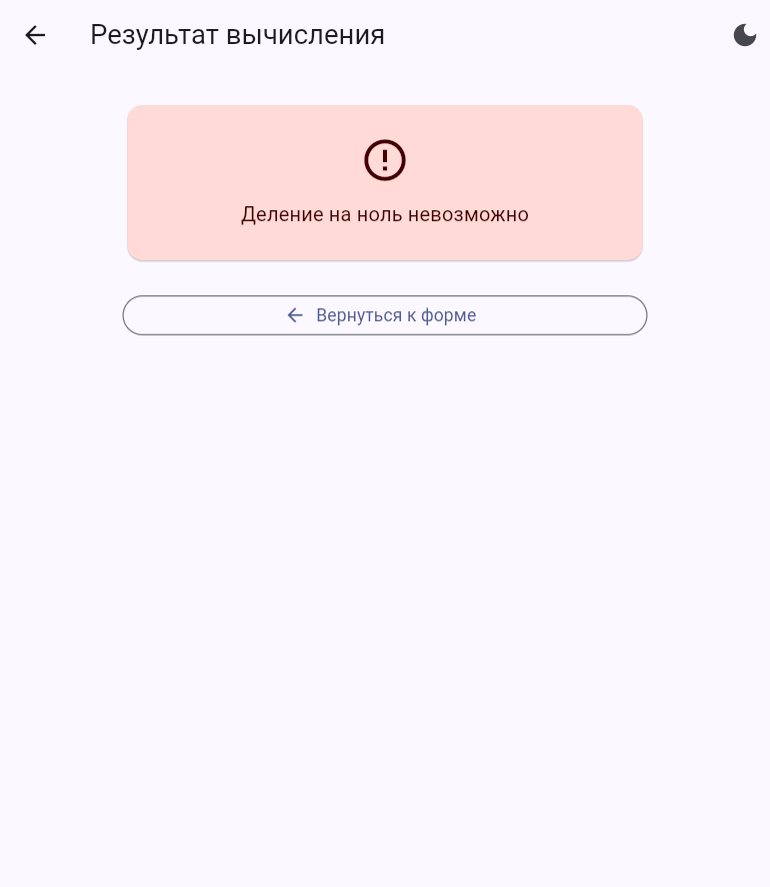 Результат вычисления
Деление на ноль невозможно
Вернуться к форме